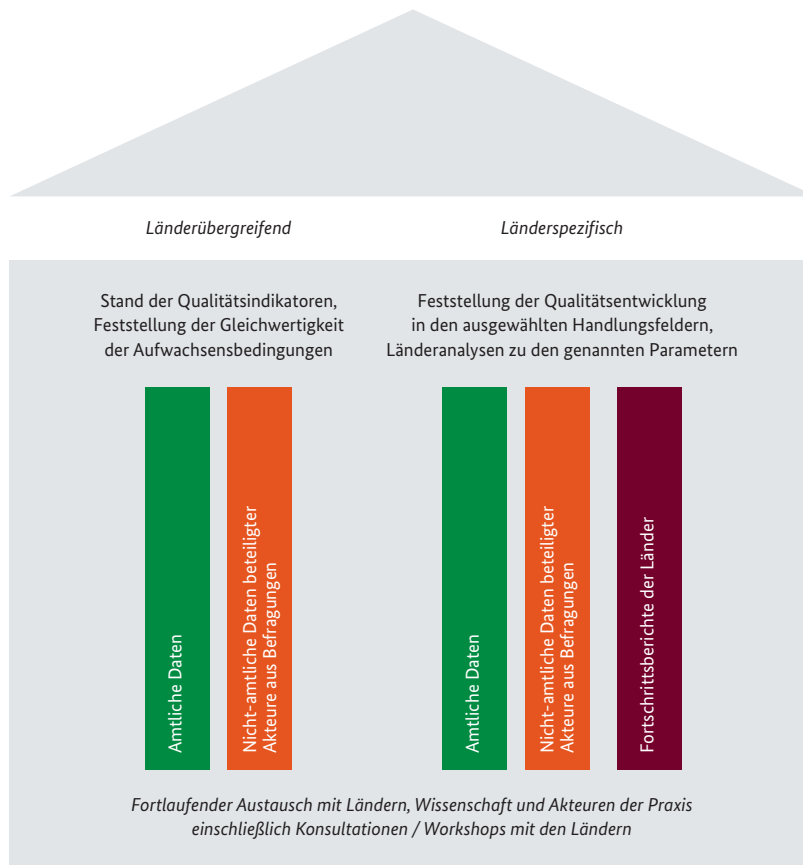 Länderübergreifend
Länderspezifisch
Stand der Qualitätsindikatoren,
Feststellung der Gleichwertigkeit
der Aufwachsensbedingungen
Feststellung der Qualitätsentwicklung
in den ausgewählten Handlungsfeldern,
Länderanalysen zu den genannten Parametern
Amtliche Daten
Nicht-amtliche Daten beteiligter
Akteure aus Befragungen
Amtliche Daten
Nicht-amtliche Daten beteiligter
Akteure aus Befragungen
Fortschrittsberichte der Länder
Fortlaufender Austausch mit Ländern, Wissenschaft und Akteuren der Praxis
einschließlich Konsultationen / Workshops mit den Ländern